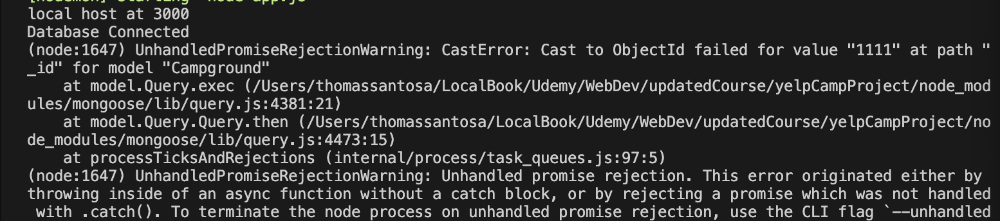 [nodemon] starting `node app.js`
local host at 3000
Database Connected
(node:1647) UnhandledPromiseRejectionWarning: CastError: Cast to ObjectId failed for value "1111" at path "
_id" for model "Campground"
    at model.Query.exec (/Users/thomassantosa/LocalBook/Udemy/WebDev/updatedCourse/yelpCampProject/node_mod
ules/mongoose/lib/query.js:4381:21)
    at model.Query.Query.then (/Users/thomassantosa/LocalBook/Udemy/WebDev/updatedCourse/yelpCampProject/no
de_modules/mongoose/lib/query.js:4473:15)
    at processTicksAndRejections (internal/process/task_queues.js:97:5)
(node:1647) UnhandledPromiseRejectionWarning: Unhandled promise rejection. This error originated either by 
throwing inside of an async function without a catch block, or by rejecting a promise which was not handled
 with .catch(). To terminate the node process on unhandled promise rejection, use the CLI flag `--unhandled